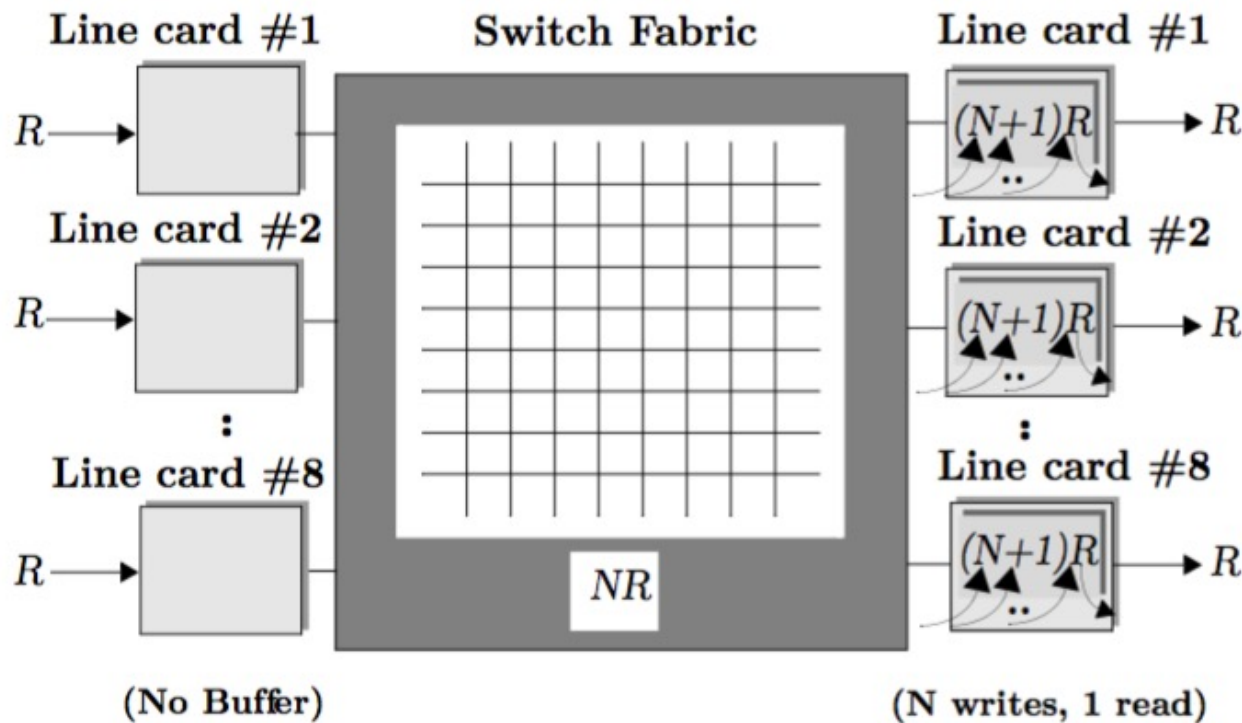 Line card #1
Switch Fabric
Line card #1
R
(N+1)R
R
Line card #2
Line card #2
R
(N+1)R
R
Line card #8
Line card #8
R
NR
(N+1)R
R
(No Buffer)
(N writes, 1 read)